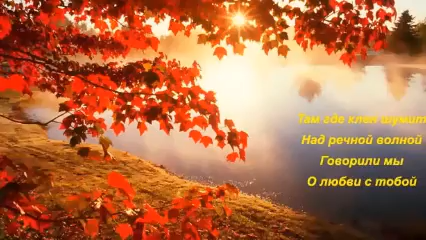 Там где клен шумит
Над речной волной
Говорили мы
О любви с тобой